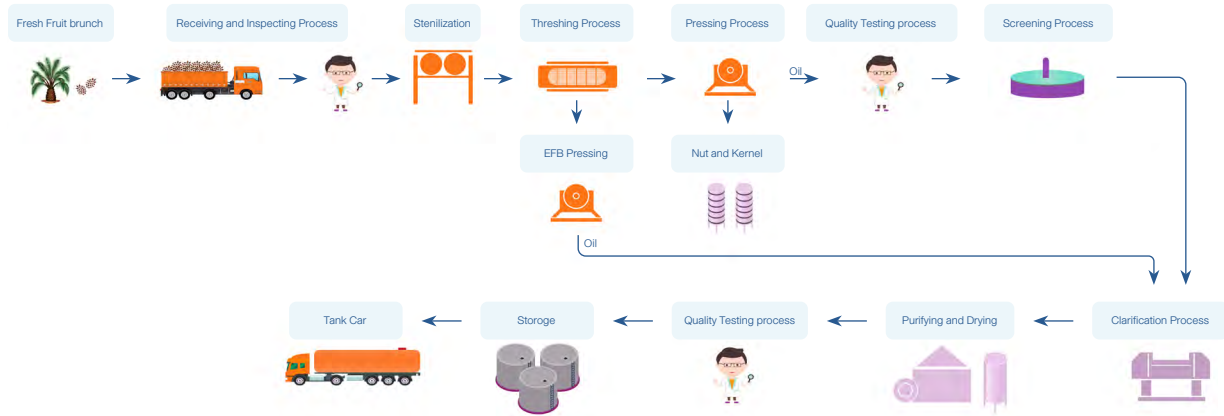 Fresh Fruit brunch
Receiving and Inspecting Process
Stenilization
Threshing Process
Pressing Process
Quality Testing process
Screening Process
Oil
EFB Pressing
Nut and Kernel
Oil
Tank Car
Storoge
Quality Testing process
Purifying and Drying
Clarification Process